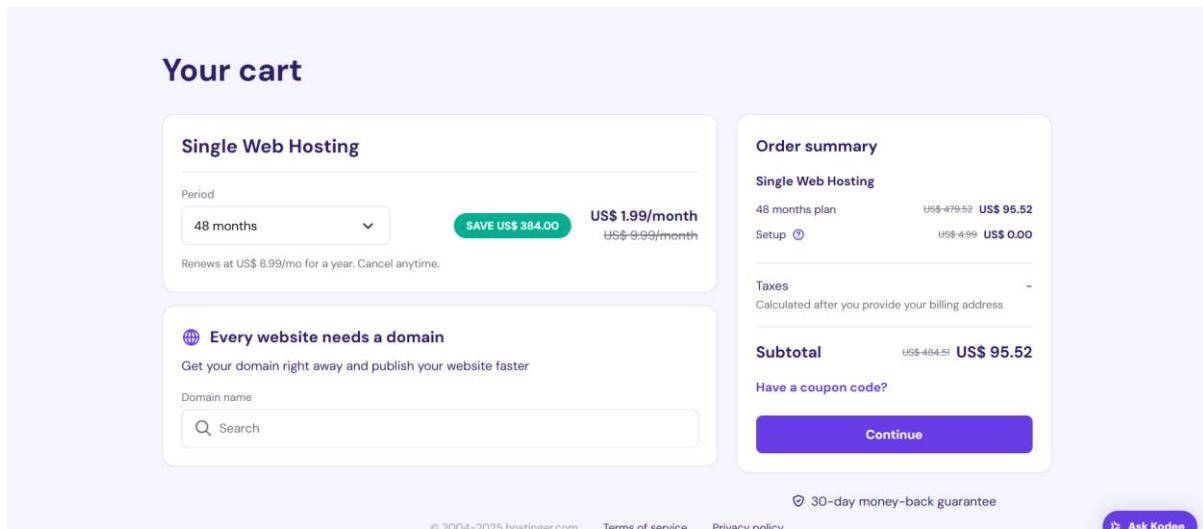 Your cart
Single Web Hosting
Period
48 months
SAVE US$ 384.00
US$ 1.99/month
US$ 9.99/month
Renews at US$ 8.99/mo for a year. Cancel anytime.
Every website needs a domain
Get your domain right away and publish your website faster
Domain name
Search
Order summary
Single Web Hosting
48 months plan US$ 479.52 US$ 95.52
Setup US$ 4.99 US$ 0.00
Taxes -
Calculated after you provide your billing address
Subtotal US$ 484.51 US$ 95.52
Have a coupon code?
Continue
30-day money-back guarantee
© 2004-2025 hostinger.com Terms of service Privacy policy
Ask Kodee